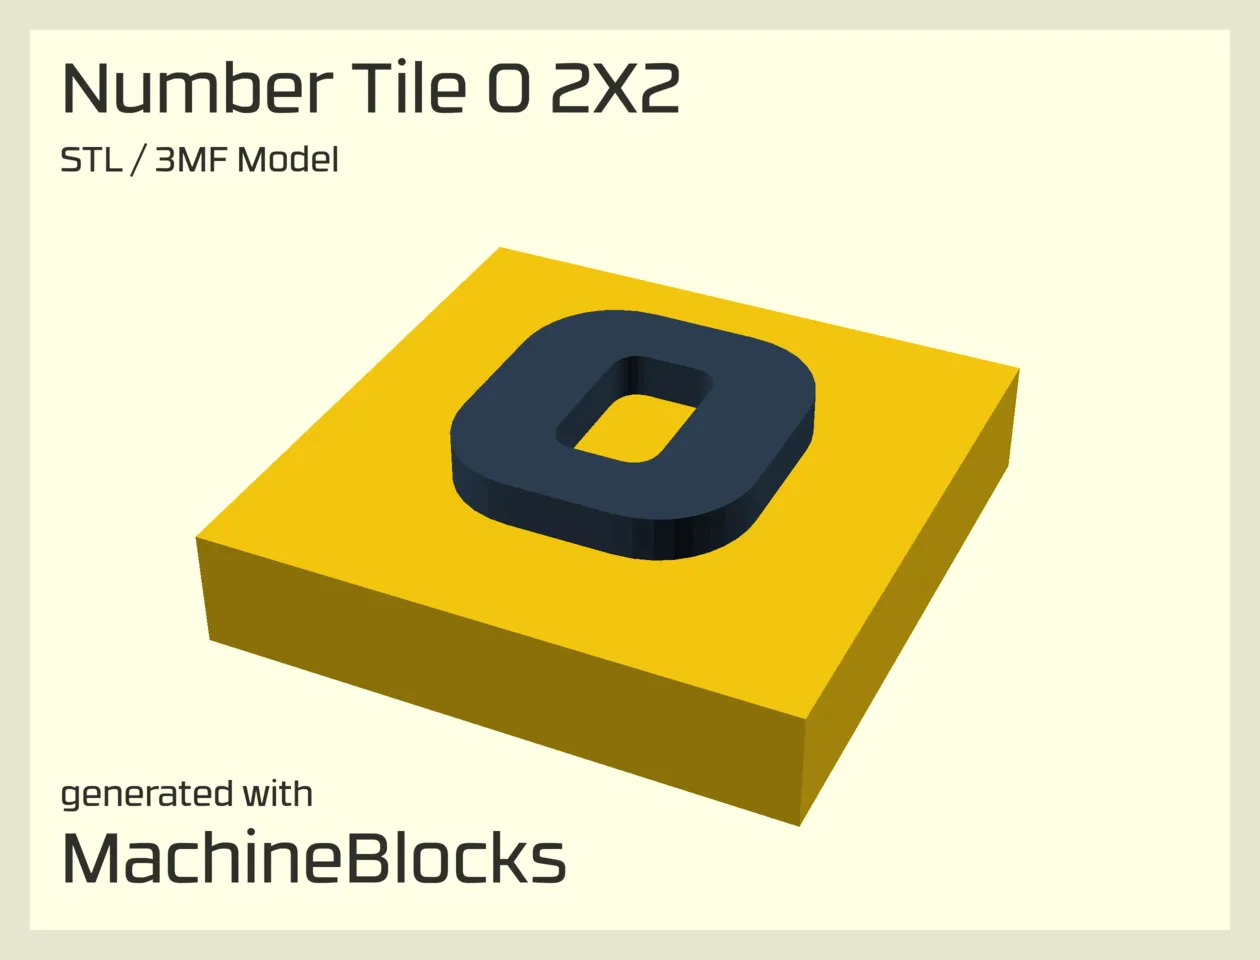 Number Tile 0 2X2
STL / 3MF Model
0
generated with
MachineBlocks